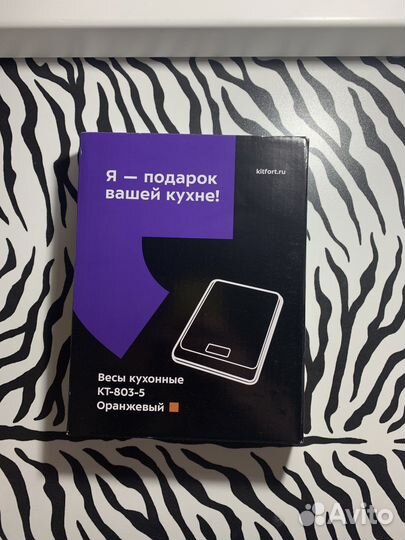 Я — подарок
вашей кухне!
kitfort.ru
Весы кухонные
КТ-803-5
Оранжевый
Avito